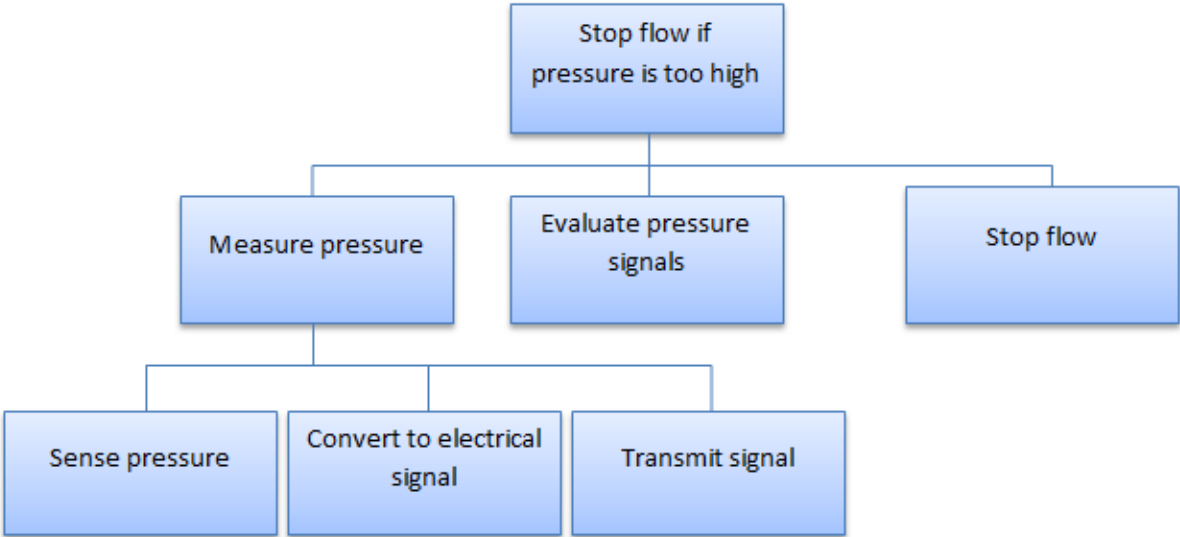 Stop flow if
pressure is too high
Measure pressure
Evaluate pressure
signals
Stop flow
Sense pressure
Convert to electrical
signal
Transmit signal